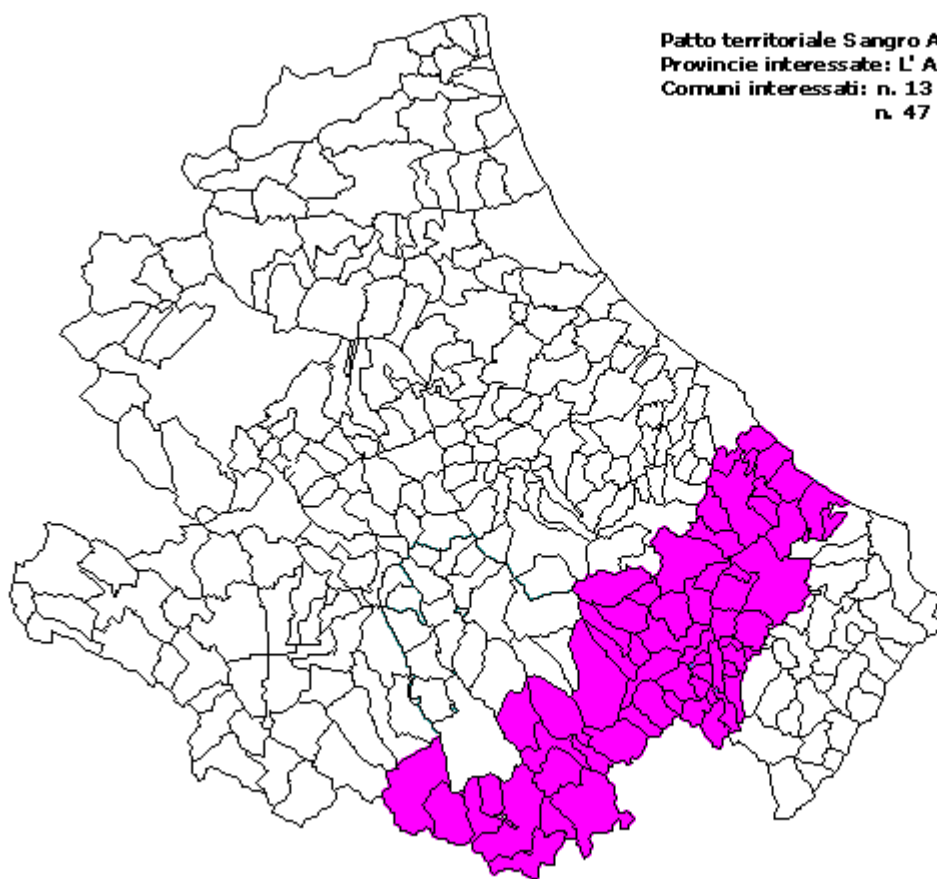 Patto territoriale Sangro A
Provincie interessate: L' A
Comuni interessati: n. 13
n. 47